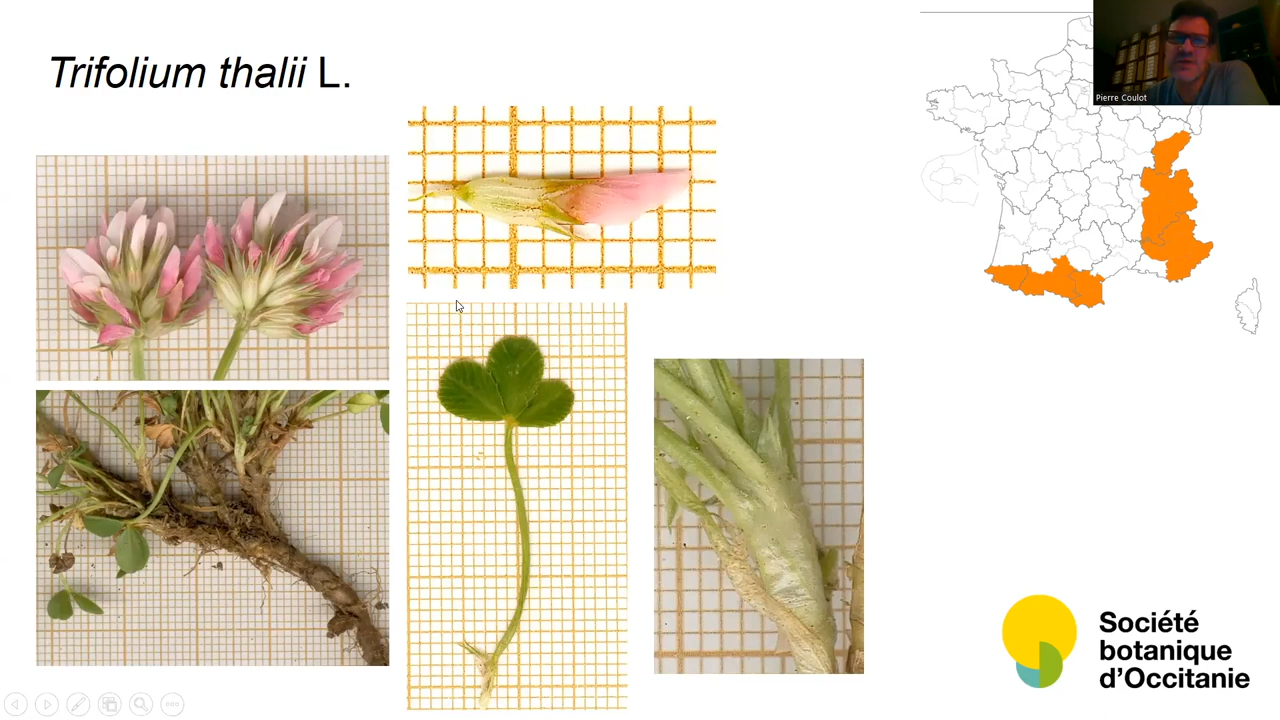 Trifolium thalii L.
Pierre Coulot
Société
botanique
d'Occitanie